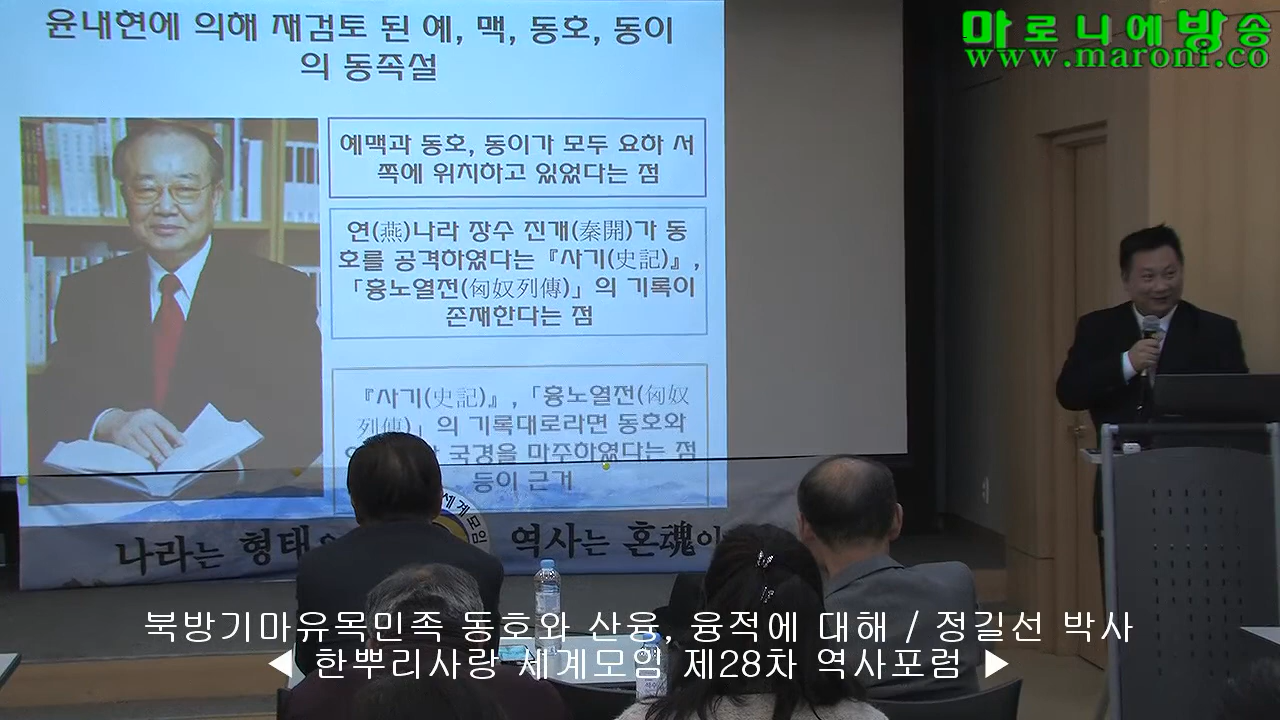 윤내현에 의해 재검토 된 예, 맥, 동호, 동이
의 동족설
마로니에방송
www.maroni.co
예맥과 동호, 동이가 모두 요하 서
쪽에 위치하고 있었다는 점
연(燕)나라 장수 진개(秦開)가 동
호를 공격하였다는『사기(史記)』,
「흉노열전(匈奴列傳)」의 기록이
존재한다는 점
『사기(史記)』,「흉노열전(匈奴
列傳)」의 기록대로라면 동호와
국경을 마주하였다는 점
등이 근거
세계모임
나라는 형태 역사는 혼魂이
북방기마유목민족 동호와 산융, 융적에 대해 / 정길선 박사
◀ 한뿌리사랑 세계모임 제28차 역사포럼 ▶